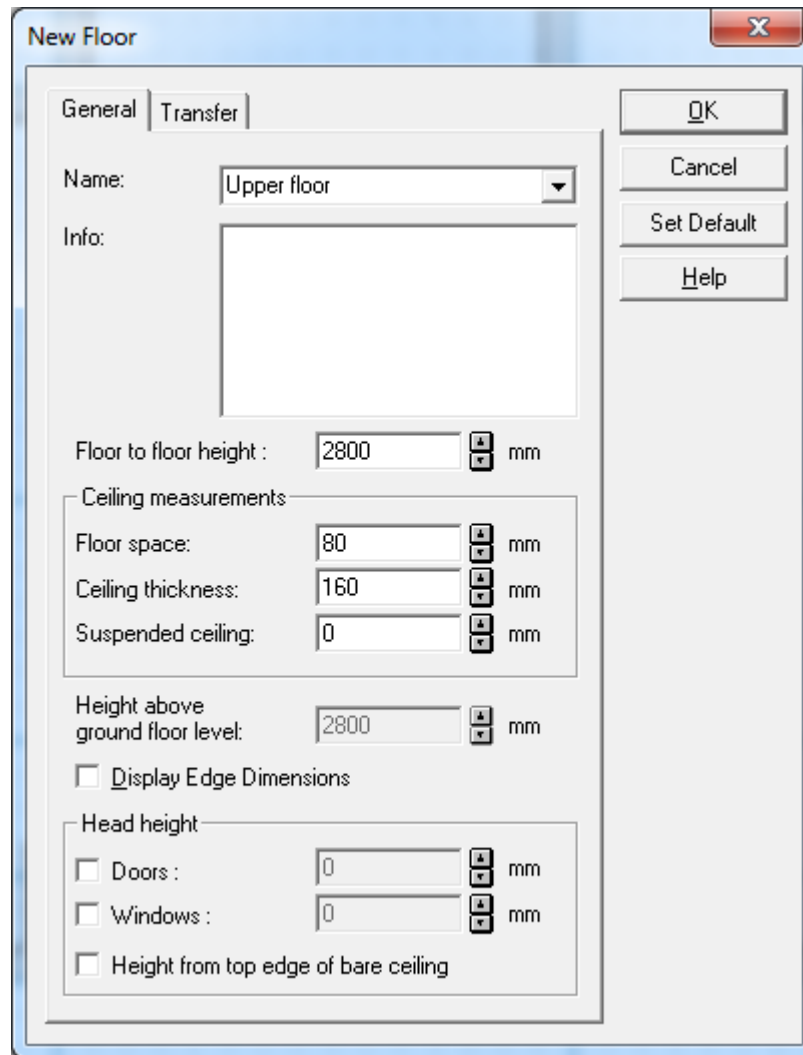 New Floor
General Transfer
OK
Cancel
Set Default
Help
Name: Upper floor
Info:
Floor to floor height : 2800 mm
Ceiling measurements
Floor space: 80 mm
Ceiling thickness: 160 mm
Suspended ceiling: 0 mm
Height above
ground floor level: 2800 mm
Display Edge Dimensions
Head height
Doors : 0 mm
Windows : 0 mm
Height from top edge of bare ceiling